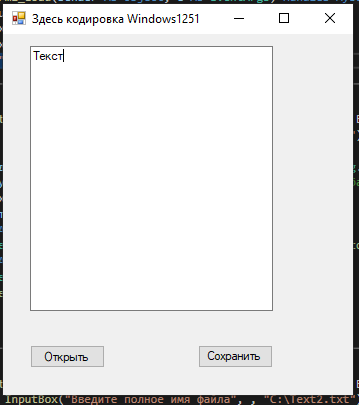 Здесь кодировка Windows1251
Текст
Открыть
Сохранить
InputBox("Введите полное имя файла", , "C:\Text2.txt"